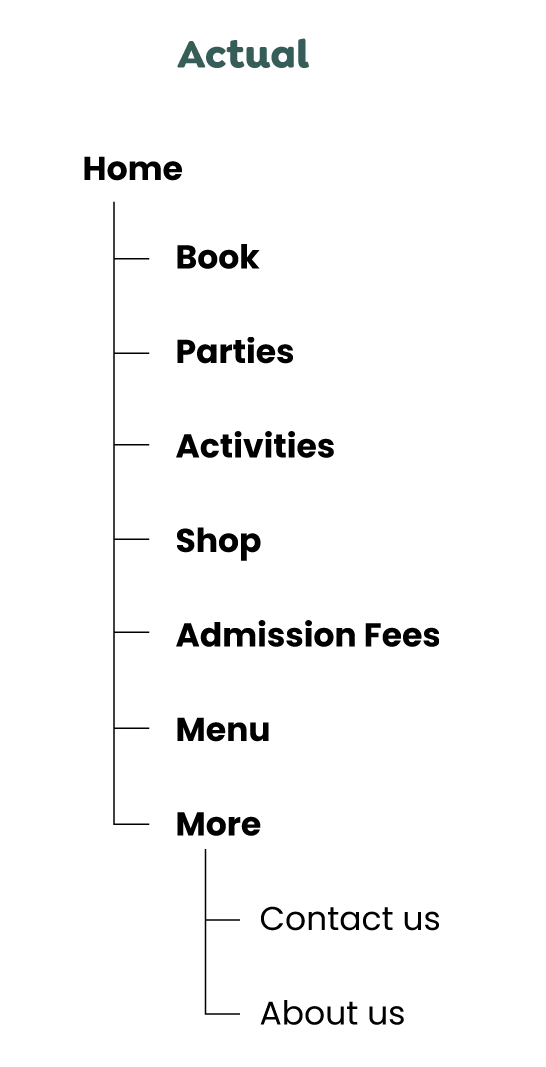 Actual
Home
Book
Parties
Activities
Shop
Admission Fees
Menu
More
Contact us
About us